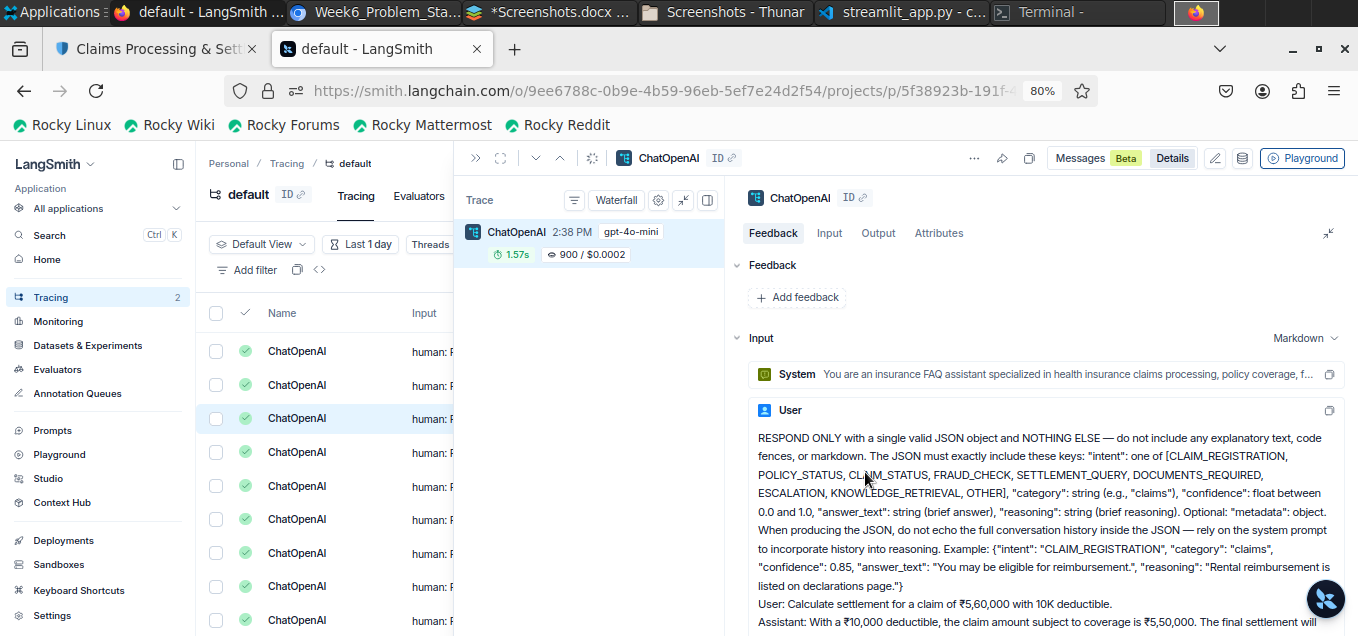 Applications
default - LangSmith ...
Week6_Problem_Sta...
*Screenshots.docx ...
Screenshots - Thunar
streamlit_app.py - c...
Terminal -
Claims Processing & Sett
default - LangSmith
https://smith.langchain.com/o/9ee6788c-0b9e-4b59-96eb-5ef7e24d2f54/projects/p/5f38923b-191f-4
80%
Rocky Linux
Rocky Wiki
Rocky Forums
Rocky Mattermost
Rocky Reddit
LangSmith
Application
All applications
Search
Ctrl K
Home
Tracing
2
Monitoring
Datasets & Experiments
Evaluators
Annotation Queues
Prompts
Playground
Studio
Context Hub
Deployments
Sandboxes
Keyboard Shortcuts
Settings
Personal / Tracing / default
default
ID
Tracing
Evaluators
Default View
Last 1 day
Threads
Add filter
Name
Input
ChatOpenAI
human: F
ChatOpenAI
human: F
ChatOpenAI
human: F
ChatOpenAI
human: F
ChatOpenAI
human: F
ChatOpenAI
human: F
ChatOpenAI
human: F
ChatOpenAI
human: F
ChatOpenAI
human: F
ChatOpenAI
ID
Messages
Beta
Details
Playground
Trace
Waterfall
ChatOpenAI
2:38 PM
gpt-4o-mini
1.57s
900 / $0.0002
ChatOpenAI
ID
Feedback
Input
Output
Attributes
Feedback
Add feedback
Input
Markdown
System
You are an insurance FAQ assistant specialized in health insurance claims processing, policy coverage, f...
User
RESPOND ONLY with a single valid JSON object and NOTHING ELSE — do not include any explanatory text, code
fences, or markdown. The JSON must exactly include these keys: "intent": one of [CLAIM_REGISTRATION,
POLICY_STATUS, CLAIM_STATUS, FRAUD_CHECK, SETTLEMENT_QUERY, DOCUMENTS_REQUIRED,
ESCALATION, KNOWLEDGE_RETRIEVAL, OTHER], "category": string (e.g., "claims"), "confidence": float between
0.0 and 1.0, "answer_text": string (brief answer), "reasoning": string (brief reasoning). Optional: "metadata": object.
When producing the JSON, do not echo the full conversation history inside the JSON — rely on the system prompt
to incorporate history into reasoning. Example: {"intent": "CLAIM_REGISTRATION", "category": "claims",
"confidence": 0.85, "answer_text": "You may be eligible for reimbursement.", "reasoning": "Rental reimbursement is
listed on declarations page."}
User: Calculate settlement for a claim of ₹5,60,000 with 10K deductible.
Assistant: With a ₹10,000 deductible, the claim amount subject to coverage is ₹5,50,000. The final settlement will